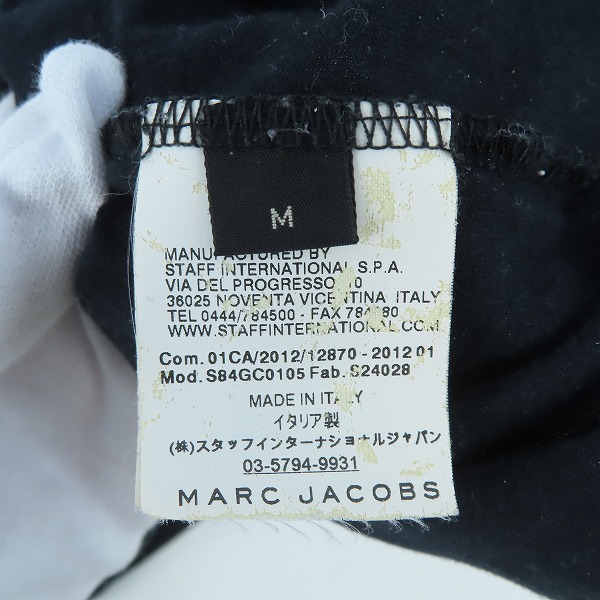 M
MANUFACTURED BY
STAFF INTERNATIONAL S.P.A.
VIA DEL PROGRESSO, 10
36025 NOVENTA VICENTINA ITALY
TEL 0444/784500 - FAX 784180
WWW.STAFFINTERNATIONAL.COM
Com. 01CA/2012/12870 - 2012 01
Mod. S84GC0105 Fab. S24028
MADE IN ITALY
イタリア製
(株)スタッフインターナショナルジャパン
03-5794-9931
MARC JACOBS